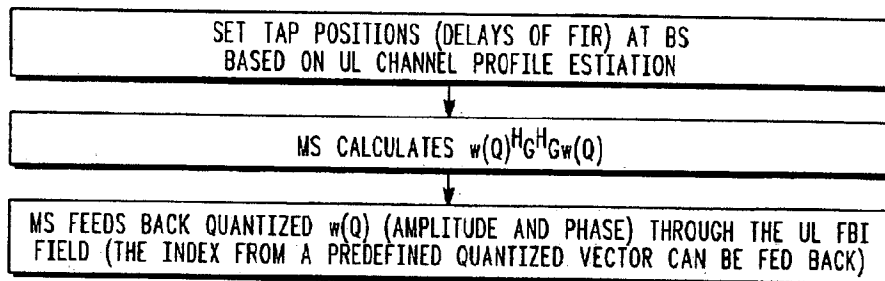 SET TAP POSITIONS (DELAYS OF FIR) AT BS
BASED ON UL CHANNEL PROFILE ESTIATION
MS CALCULATES w(Q)ᴴGᴴGw(Q)
MS FEEDS BACK QUANTIZED w(Q) (AMPLITUDE AND PHASE) THROUGH THE UL FBI
FIELD (THE INDEX FROM A PREDEFINED QUANTIZED VECTOR CAN BE FED BACK)